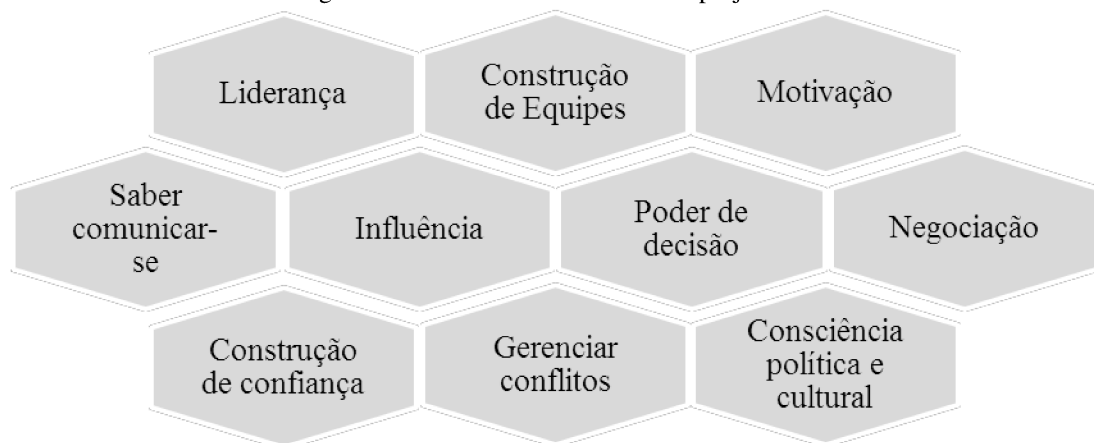 Liderança
Construção
de Equipes
Motivação
Saber
comunicar-
se
Influência
Poder de
decisão
Negociação
Construção
de confiança
Gerenciar
conflitos
Consciência
política e
cultural